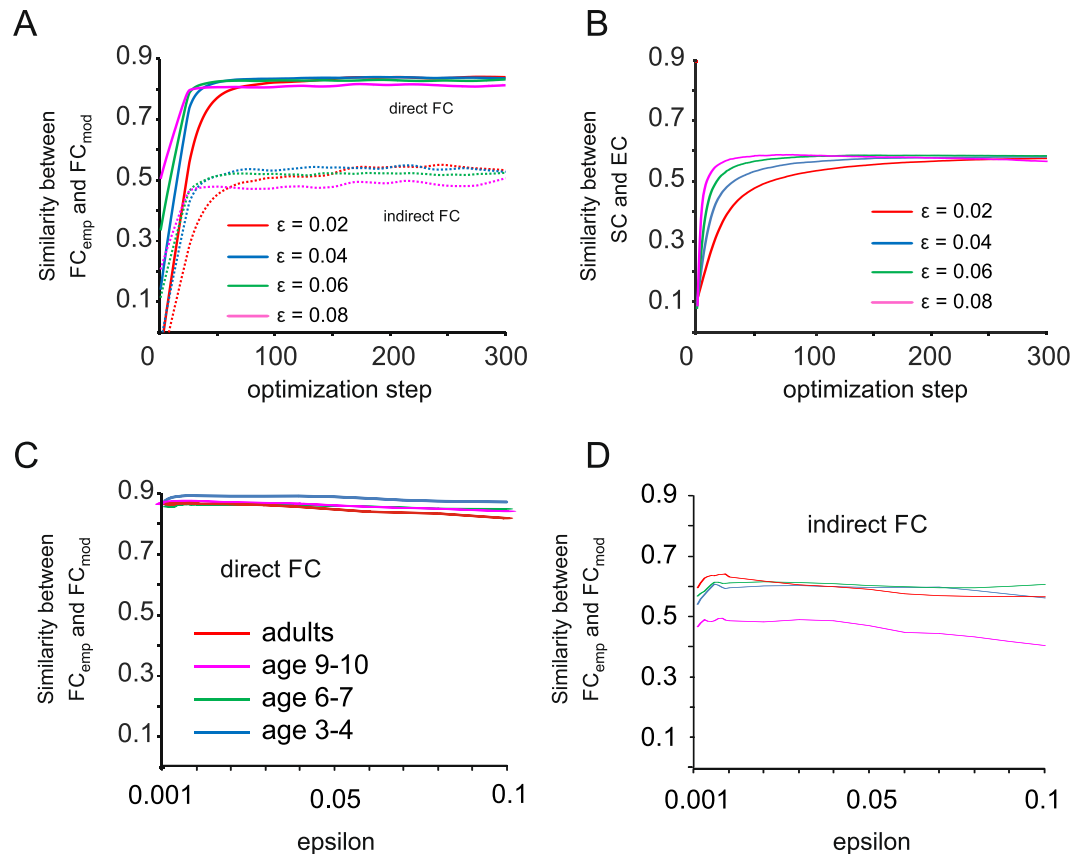 A
Similarity between
FCemp and FCmod
0.9
0.7
0.5
0.3
0.1
direct FC
indirect FC
ε = 0.02
ε = 0.04
ε = 0.06
ε = 0.08
0 100 200 300
optimization step
B
Similarity between
SC and EC
0.9
0.7
0.5
0.3
0.1
ε = 0.02
ε = 0.04
ε = 0.06
ε = 0.08
0 100 200 300
optimization step
C
Similarity between
FCemp and FCmod
0.9
0.7
0.5
0.3
0.1
direct FC
adults
age 9-10
age 6-7
age 3-4
0.001 0.05 0.1
epsilon
D
Similarity between
FCemp and FCmod
0.9
0.7
0.5
0.3
0.1
indirect FC
0.001 0.05 0.1
epsilon